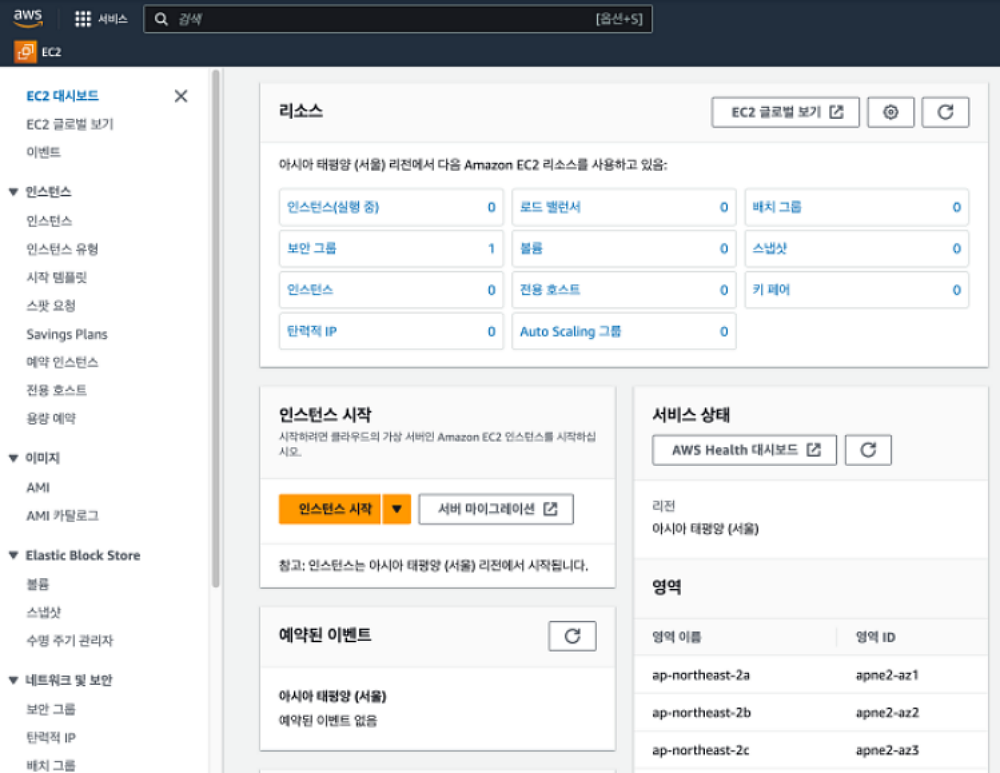 aws
서비스
검색
[옵션+S]
EC2
EC2 대시보드
EC2 글로벌 보기
이벤트
인스턴스
인스턴스
인스턴스 유형
시작 템플릿
스팟 요청
Savings Plans
예약 인스턴스
전용 호스트
용량 예약
이미지
AMI
AMI 카탈로그
Elastic Block Store
볼륨
스냅샷
수명 주기 관리자
네트워크 및 보안
보안 그룹
탄력적 IP
배치 그룹
리소스
EC2 글로벌 보기
아시아 태평양 (서울) 리전에서 다음 Amazon EC2 리소스를 사용하고 있음:
인스턴스(실행 중) 0
로드 밸런서 0
배치 그룹 0
보안 그룹 1
볼륨 0
스냅샷 0
인스턴스 0
전용 호스트 0
키 페어 0
탄력적 IP 0
Auto Scaling 그룹 0
인스턴스 시작
시작하려면 클라우드의 가상 서버인 Amazon EC2 인스턴스를 시작하십
시오.
인스턴스 시작
서버 마이그레이션
참고: 인스턴스는 아시아 태평양 (서울) 리전에서 시작됩니다.
예약된 이벤트
아시아 태평양 (서울)
예약된 이벤트 없음
서비스 상태
AWS Health 대시보드
리전
아시아 태평양 (서울)
영역
영역 이름 영역 ID
ap-northeast-2a apne2-az1
ap-northeast-2b apne2-az2
ap-northeast-2c apne2-az3